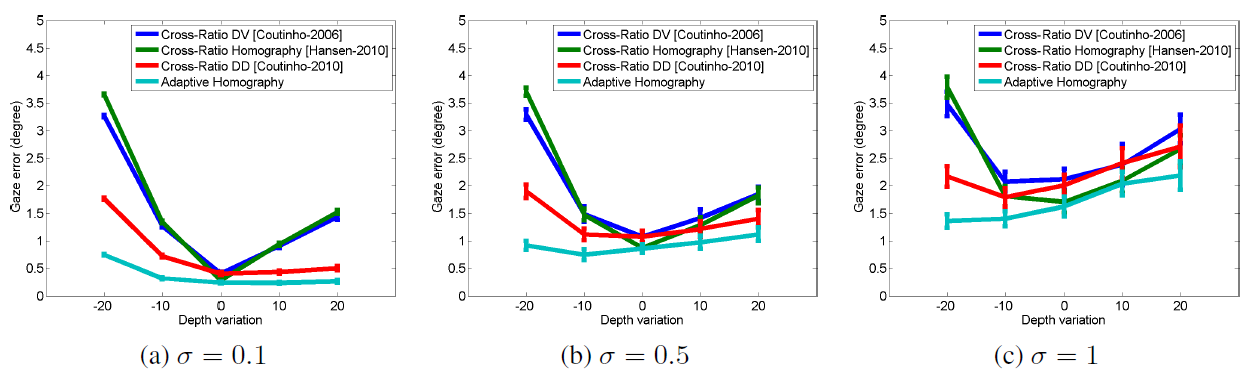 5
4.5
4
3.5
3
2.5
2
1.5
1
0.5
0
Gaze error (degree)
Cross-Ratio DV [Coutinho-2006]
Cross-Ratio Homography [Hansen-2010]
Cross-Ratio DD [Coutinho-2010]
Adaptive Homography
-20 -10 0 10 20
Depth variation
(a) σ = 0.1
5
4.5
4
3.5
3
2.5
2
1.5
1
0.5
0
Gaze error (degree)
Cross-Ratio DV [Coutinho-2006]
Cross-Ratio Homography [Hansen-2010]
Cross-Ratio DD [Coutinho-2010]
Adaptive Homography
-20 -10 0 10 20
Depth variation
(b) σ = 0.5
5
4.5
4
3.5
3
2.5
2
1.5
1
0.5
0
Gaze error (degree)
Cross-Ratio DV [Coutinho-2006]
Cross-Ratio Homography [Hansen-2010]
Cross-Ratio DD [Coutinho-2010]
Adaptive Homography
-20 -10 0 10 20
Depth variation
(c) σ = 1